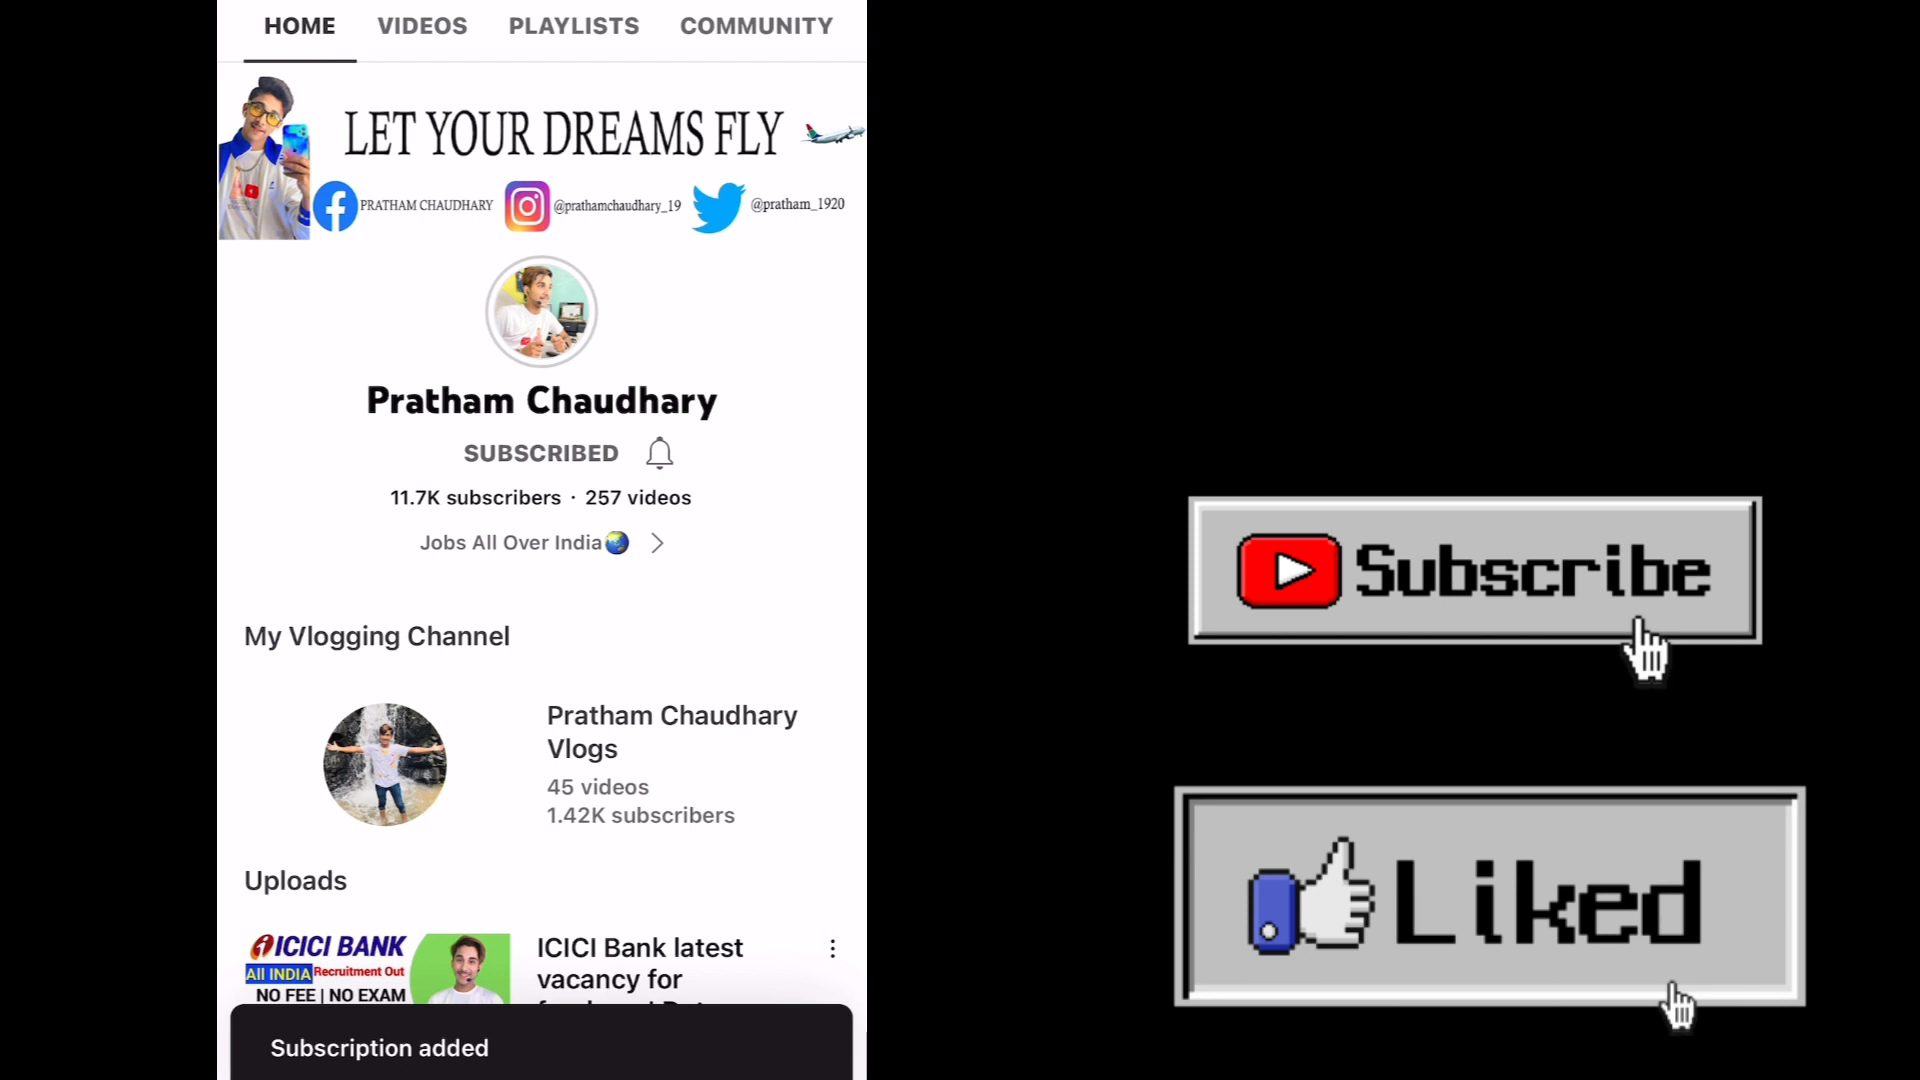 HOME VIDEOS PLAYLISTS COMMUNITY
LET YOUR DREAMS FLY
PRATHAM CHAUDHARY @prathamchaudhary_19 @pratham_1920
Pratham Chaudhary
SUBSCRIBED
11.7K subscribers · 257 videos
Jobs All Over India🌏
My Vlogging Channel
Pratham Chaudhary
Vlogs
45 videos
1.42K subscribers
Uploads
ICICI BANK
All INDIA Recruitment Out
NO FEE | NO EXAM
ICICI Bank latest
vacancy for
Subscription added
Subscribe
Liked